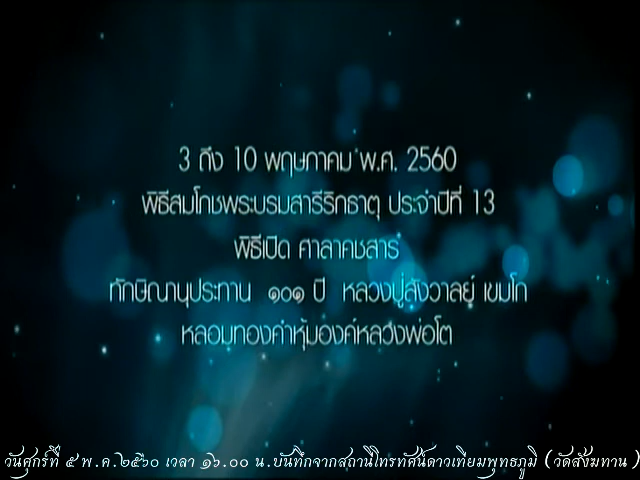 3 ถึง 10 พฤษภาคม พ.ศ. 2560
พิธีสมโภชพระบรมสารีริกธาตุ ประจำปีที่ 13
พิธีเปิด ศาลาคชสาร
ทักษิณานุประทาน ๑๐๑ ปี หลวงปู่สังวาลย์ เขมโก
หลอมทองคำหุ้มองค์หลวงพ่อโต
วันศุกร์ที่ ๕ พ.ค.๒๕๖๐ เวลา ๑๖.๐๐ น.บันทึกจากสถานีโทรทัศน์ดาวเทียมพุทธภูมิ (วัดสังฆทาน)